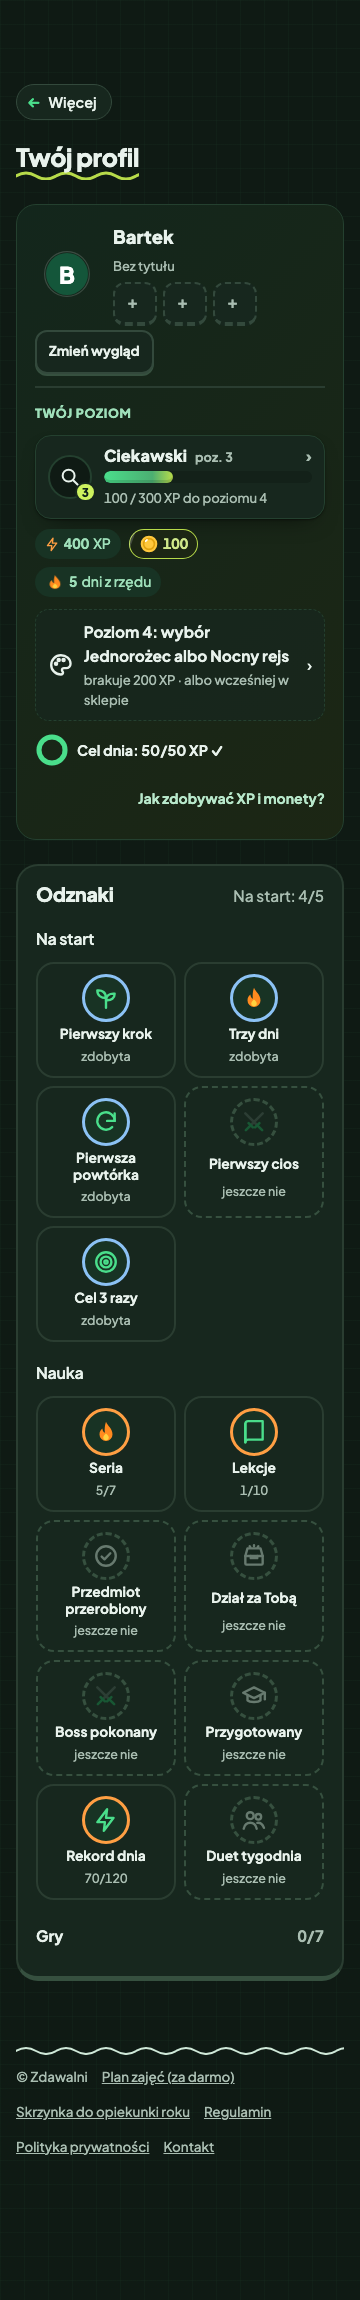 ← Więcej
Twój profil
B
Bartek
Bez tytułu
+ + +
Zmień wygląd
TWÓJ POZIOM
Ciekawski poz. 3 ›
3
100 / 300 XP do poziomu 4
400 XP 100
5 dni z rzędu
Poziom 4: wybór
Jednorożec albo Nocny rejs ›
brakuje 200 XP · albo wcześniej w
sklepie
Cel dnia: 50/50 XP ✓
Jak zdobywać XP i monety?
Odznaki Na start: 4/5
Na start
Pierwszy krok
zdobyta
Trzy dni
zdobyta
Pierwsza
powtórka
zdobyta
Pierwszy cios
jeszcze nie
Cel 3 razy
zdobyta
Nauka
Seria
5/7
Lekcje
1/10
Przedmiot
przerobiony
jeszcze nie
Dział za Tobą
jeszcze nie
Boss pokonany
jeszcze nie
Przygotowany
jeszcze nie
Rekord dnia
70/120
Duet tygodnia
jeszcze nie
Gry 0/7
© Zdawalni Plan zajęć (za darmo)
Skrzynka do opiekunki roku Regulamin
Polityka prywatności Kontakt